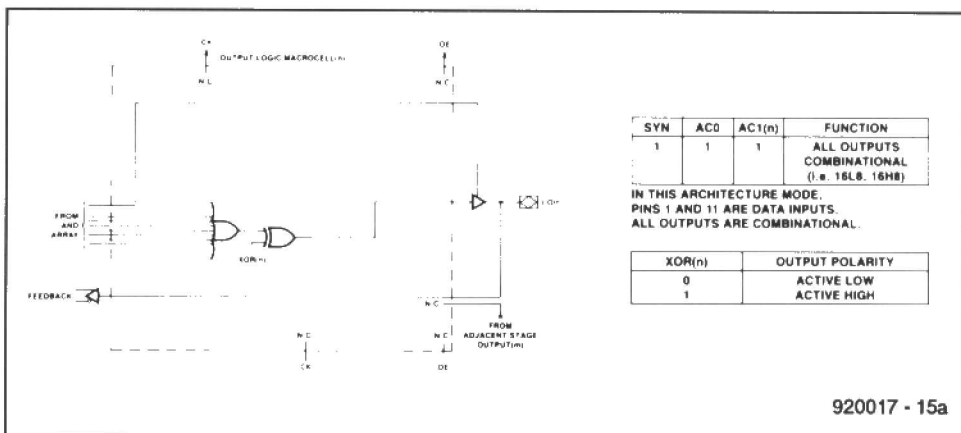 CK
OE
OUTPUT LOGIC MACROCELL(n)
N C
SYN AC0 AC1(n) FUNCTION
1 1 1 ALL OUTPUTS
COMBINATIONAL
(i.e. 16L8, 16H8)
IN THIS ARCHITECTURE MODE,
PINS 1 AND 11 ARE DATA INPUTS.
ALL OUTPUTS ARE COMBINATIONAL.
FROM
AND
ARRAY
XOR(n)
XOR(n) OUTPUT POLARITY
0 ACTIVE LOW
1 ACTIVE HIGH
FEEDBACK
N C
FROM
ADJACENT STAGE
OUTPUT(m)
N C
N C
CK
OE
920017 - 15a